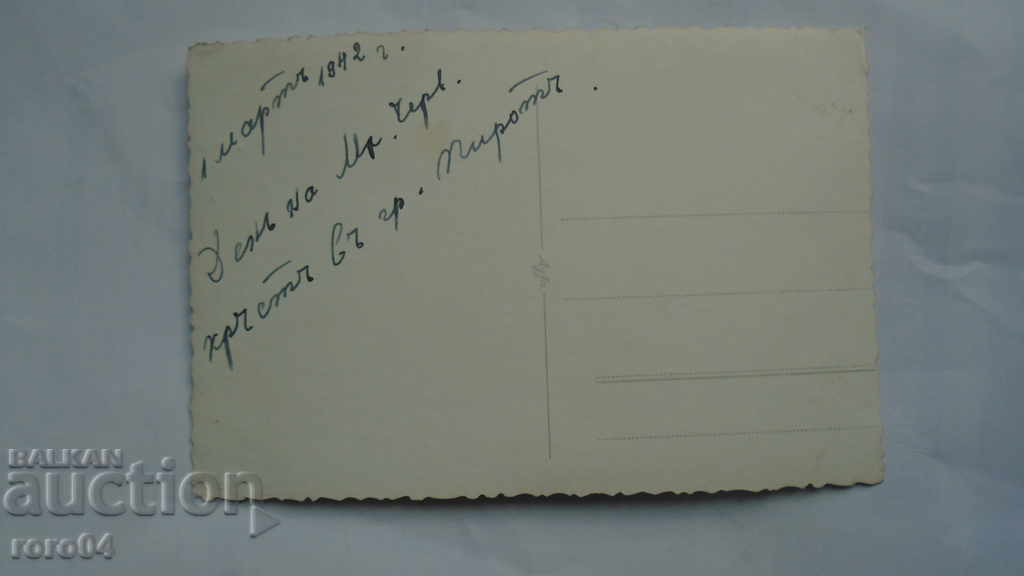 1 мартъ 1942 г.
День на Мл. Черв.
кръстъ въ гр. Пиротъ.
BALKAN
auction
roro04